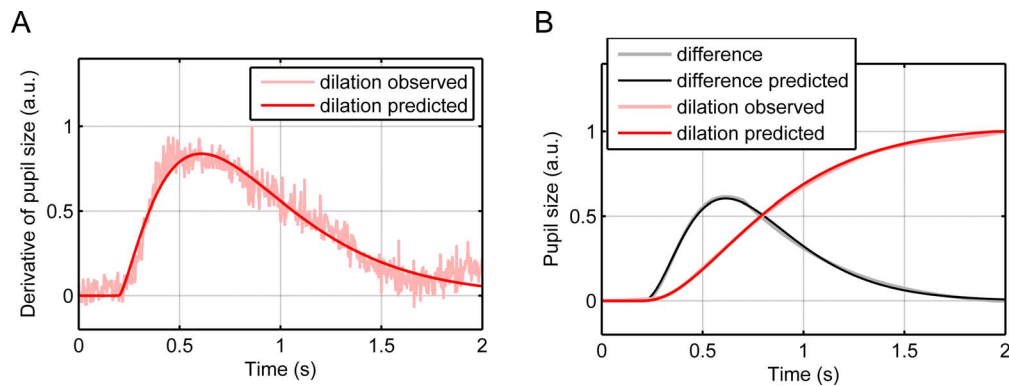 A
Derivative of pupil size (a.u.)
dilation observed
dilation predicted
1
0.5
0
0
0.5
1
1.5
2
Time (s)
B
Pupil size (a.u.)
difference
difference predicted
dilation observed
dilation predicted
1
0.5
0
0
0.5
1
1.5
2
Time (s)